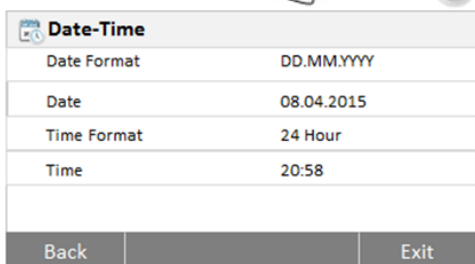 Date-Time
Date Format DD.MM.YYYY
Date 08.04.2015
Time Format 24 Hour
Time 20:58
Back Exit